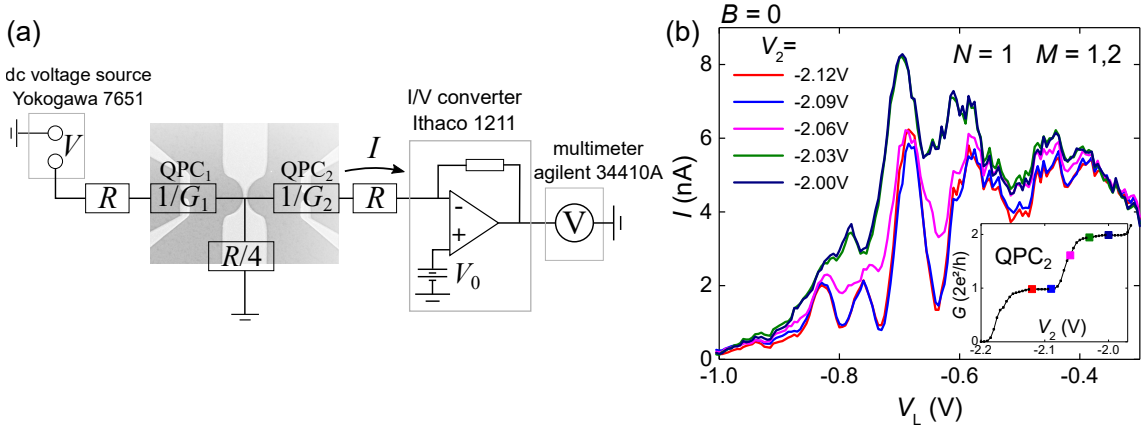 (a)
dc voltage source
Yokogawa 7651
V
R
QPC₁
1/G₁
QPC₂
1/G₂
I
R
R/4
I/V converter
Ithaco 1211
-
+
V₀
multimeter
agilent 34410A
V
(b)
B = 0
V₂=
-2.12V
-2.09V
-2.06V
-2.03V
-2.00V
N = 1 M = 1,2
I (nA)
8
6
4
2
0
-1.0 -0.8 -0.6 -0.4
V_L (V)
QPC₂
G (2e²/h)
2
1
0
-2.2 -2.1 -2.0
V₂ (V)